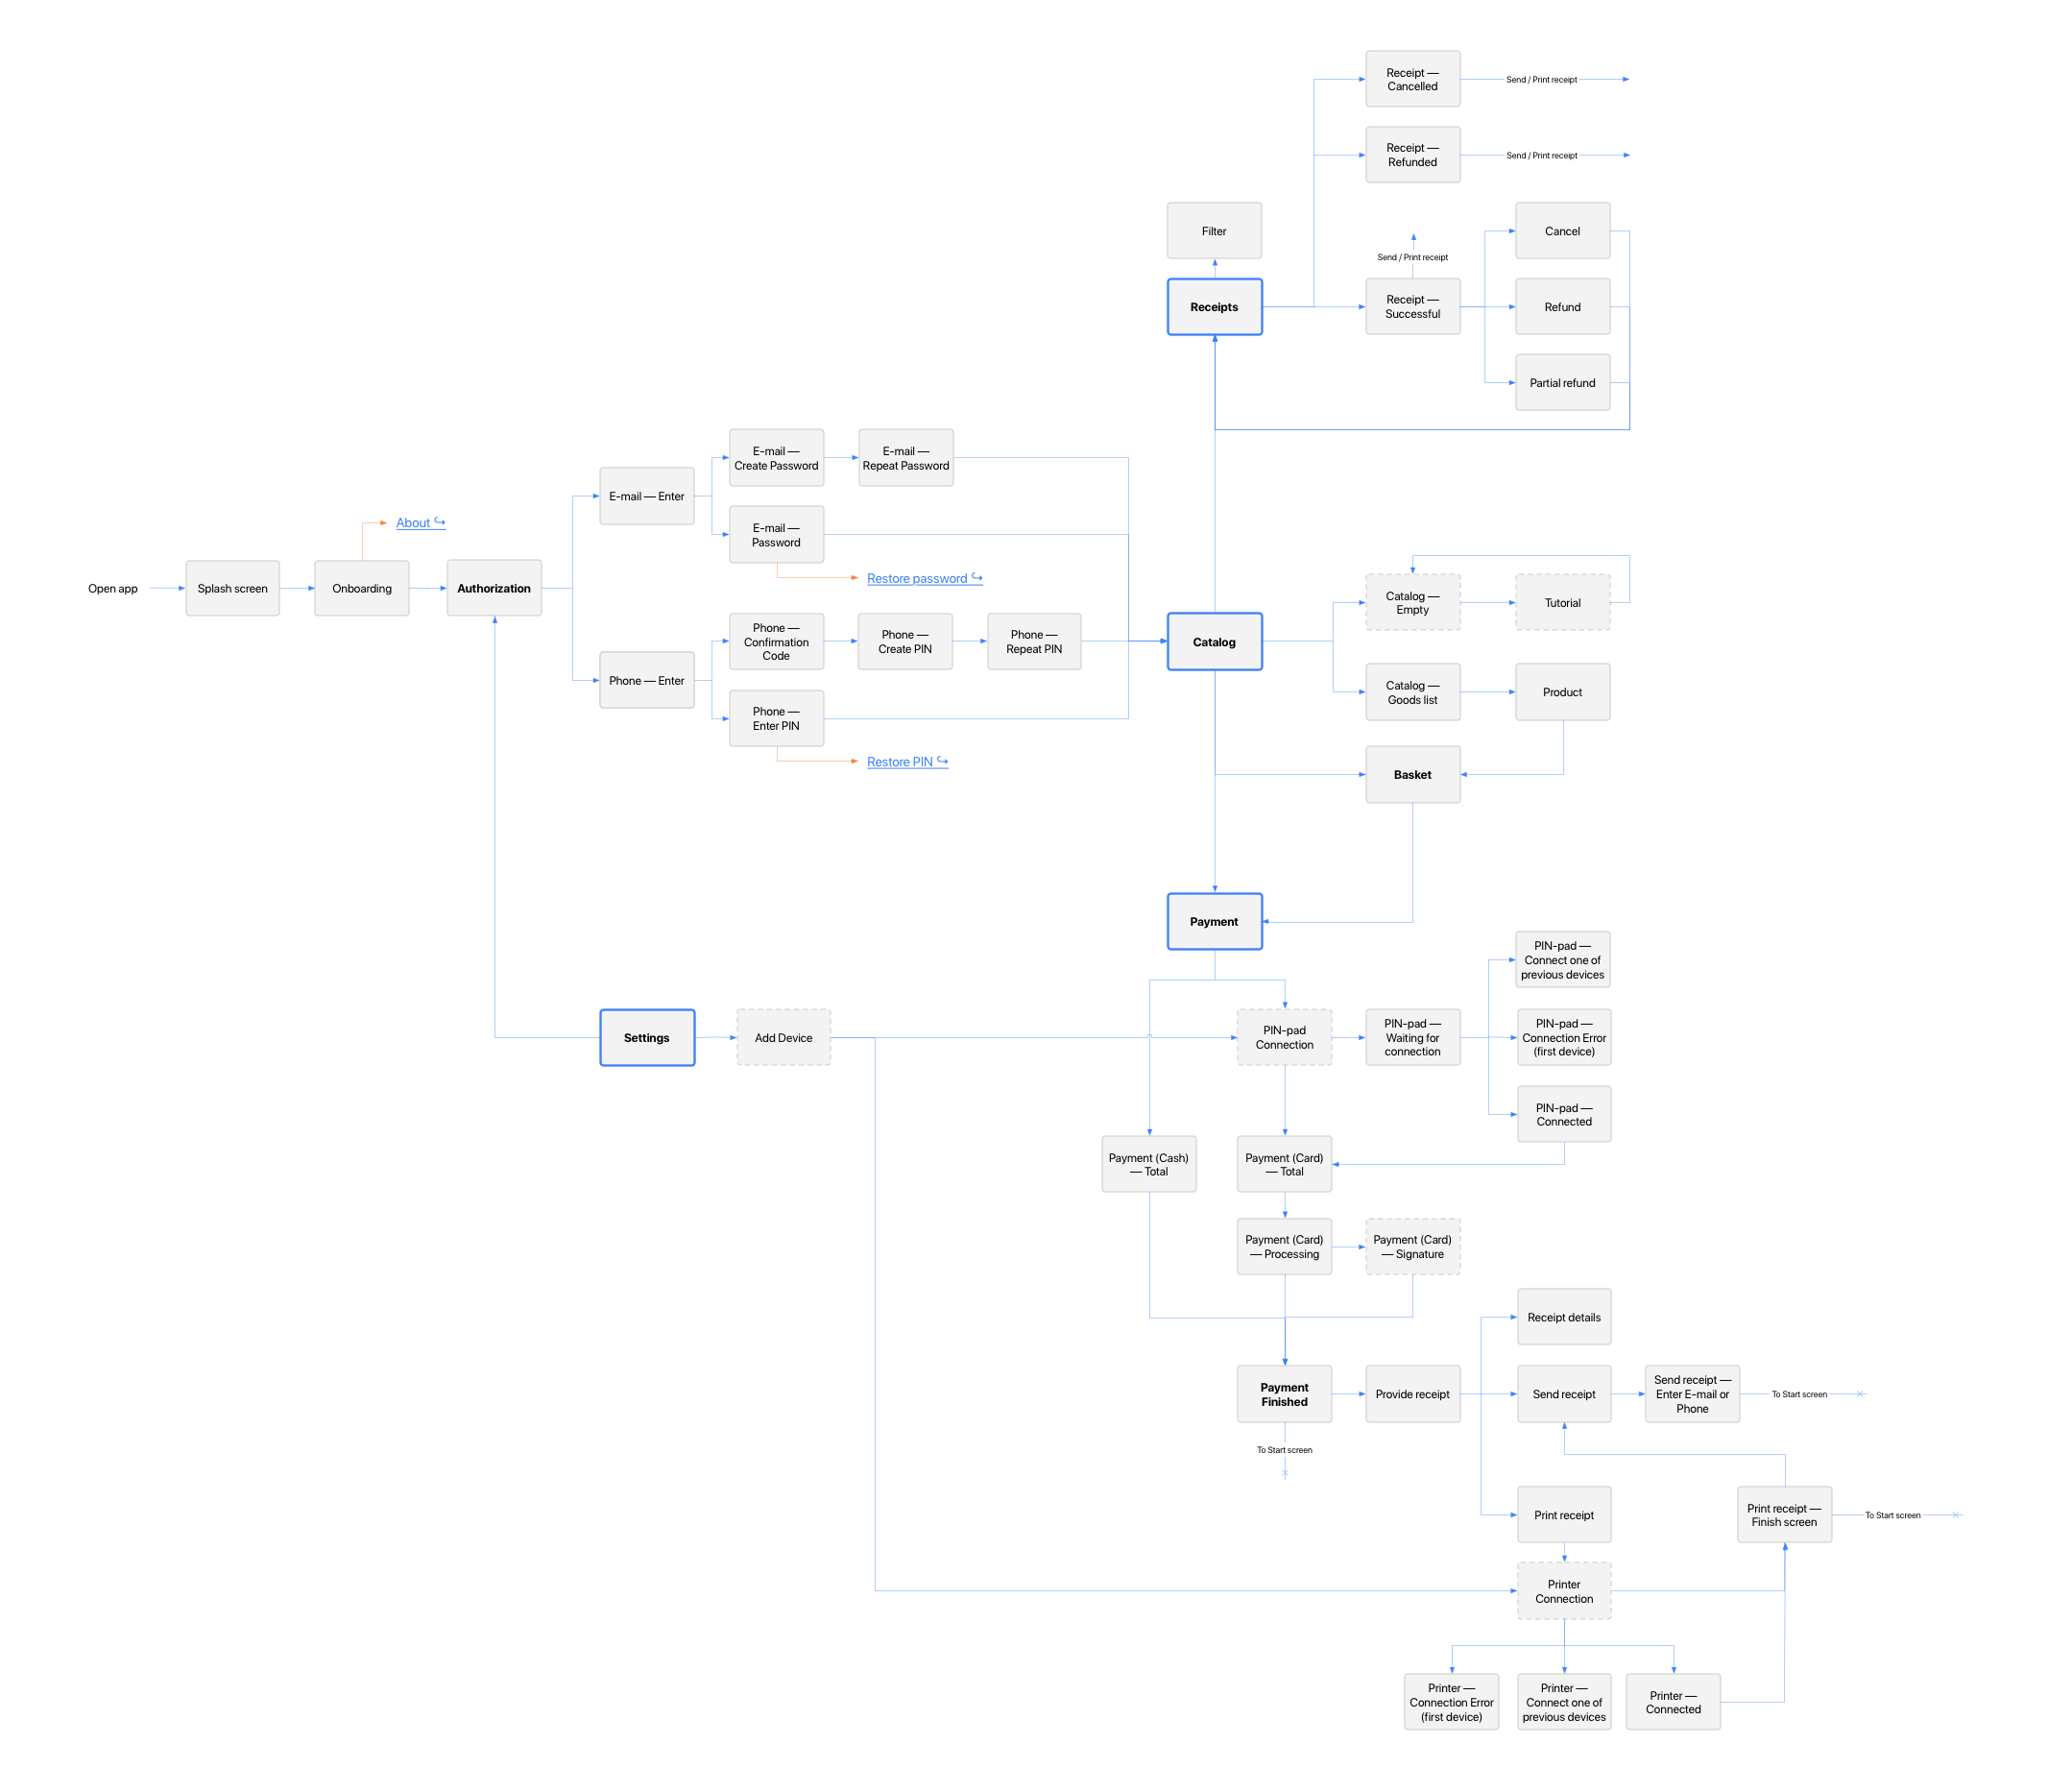 Receipt —
Cancelled
Send / Print receipt
Receipt —
Refunded
Send / Print receipt
Filter
Cancel
Send / Print receipt
Receipts
Receipt —
Successful
Refund
Partial refund
E-mail —
Create Password
E-mail —
Repeat Password
E-mail — Enter
About ↪
E-mail —
Password
Restore password ↪
Open app
Splash screen
Onboarding
Authorization
Catalog —
Empty
Tutorial
Phone —
Confirmation
Code
Phone —
Create PIN
Phone —
Repeat PIN
Catalog
Phone — Enter
Catalog —
Goods list
Product
Phone —
Enter PIN
Restore PIN ↪
Basket
Payment
PIN-pad —
Connect one of
previous devices
Settings
Add Device
PIN-pad
Connection
PIN-pad —
Waiting for
connection
PIN-pad —
Connection Error
(first device)
PIN-pad —
Connected
Payment (Cash)
— Total
Payment (Card)
— Total
Payment (Card)
— Processing
Payment (Card)
— Signature
Receipt details
Payment
Finished
Provide receipt
Send receipt
Send receipt —
Enter E-mail or
Phone
To Start screen
To Start screen
Print receipt
Print receipt —
Finish screen
To Start screen
Printer
Connection
Printer —
Connection Error
(first device)
Printer —
Connect one of
previous devices
Printer —
Connected